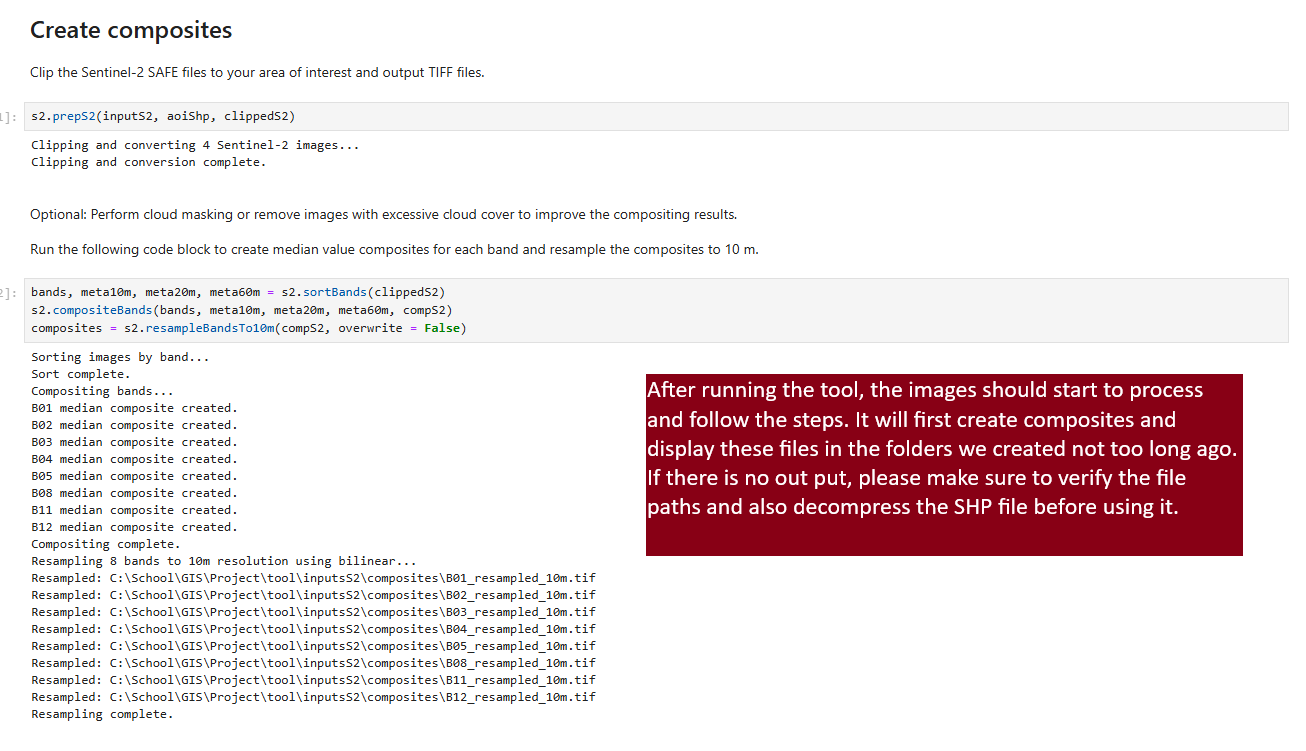 Create composites
Clip the Sentinel-2 SAFE files to your area of interest and output TIFF files.
1]:
s2.prepS2(inputS2, aoiShp, clippedS2)
Clipping and converting 4 Sentinel-2 images...
Clipping and conversion complete.
Optional: Perform cloud masking or remove images with excessive cloud cover to improve the compositing results.
Run the following code block to create median value composites for each band and resample the composites to 10 m.
2]:
bands, meta10m, meta20m, meta60m = s2.sortBands(clippedS2)
s2.compositeBands(bands, meta10m, meta20m, meta60m, compS2)
composites = s2.resampleBandsTo10m(compS2, overwrite = False)
Sorting images by band...
Sort complete.
Compositing bands...
B01 median composite created.
B02 median composite created.
B03 median composite created.
B04 median composite created.
B05 median composite created.
B08 median composite created.
B11 median composite created.
B12 median composite created.
Compositing complete.
Resampling 8 bands to 10m resolution using bilinear...
Resampled: C:\School\GIS\Project\tool\inputsS2\composites\B01_resampled_10m.tif
Resampled: C:\School\GIS\Project\tool\inputsS2\composites\B02_resampled_10m.tif
Resampled: C:\School\GIS\Project\tool\inputsS2\composites\B03_resampled_10m.tif
Resampled: C:\School\GIS\Project\tool\inputsS2\composites\B04_resampled_10m.tif
Resampled: C:\School\GIS\Project\tool\inputsS2\composites\B05_resampled_10m.tif
Resampled: C:\School\GIS\Project\tool\inputsS2\composites\B08_resampled_10m.tif
Resampled: C:\School\GIS\Project\tool\inputsS2\composites\B11_resampled_10m.tif
Resampled: C:\School\GIS\Project\tool\inputsS2\composites\B12_resampled_10m.tif
Resampling complete.
After running the tool, the images should start to process
and follow the steps. It will first create composites and
display these files in the folders we created not too long ago.
If there is no out put, please make sure to verify the file
paths and also decompress the SHP file before using it.